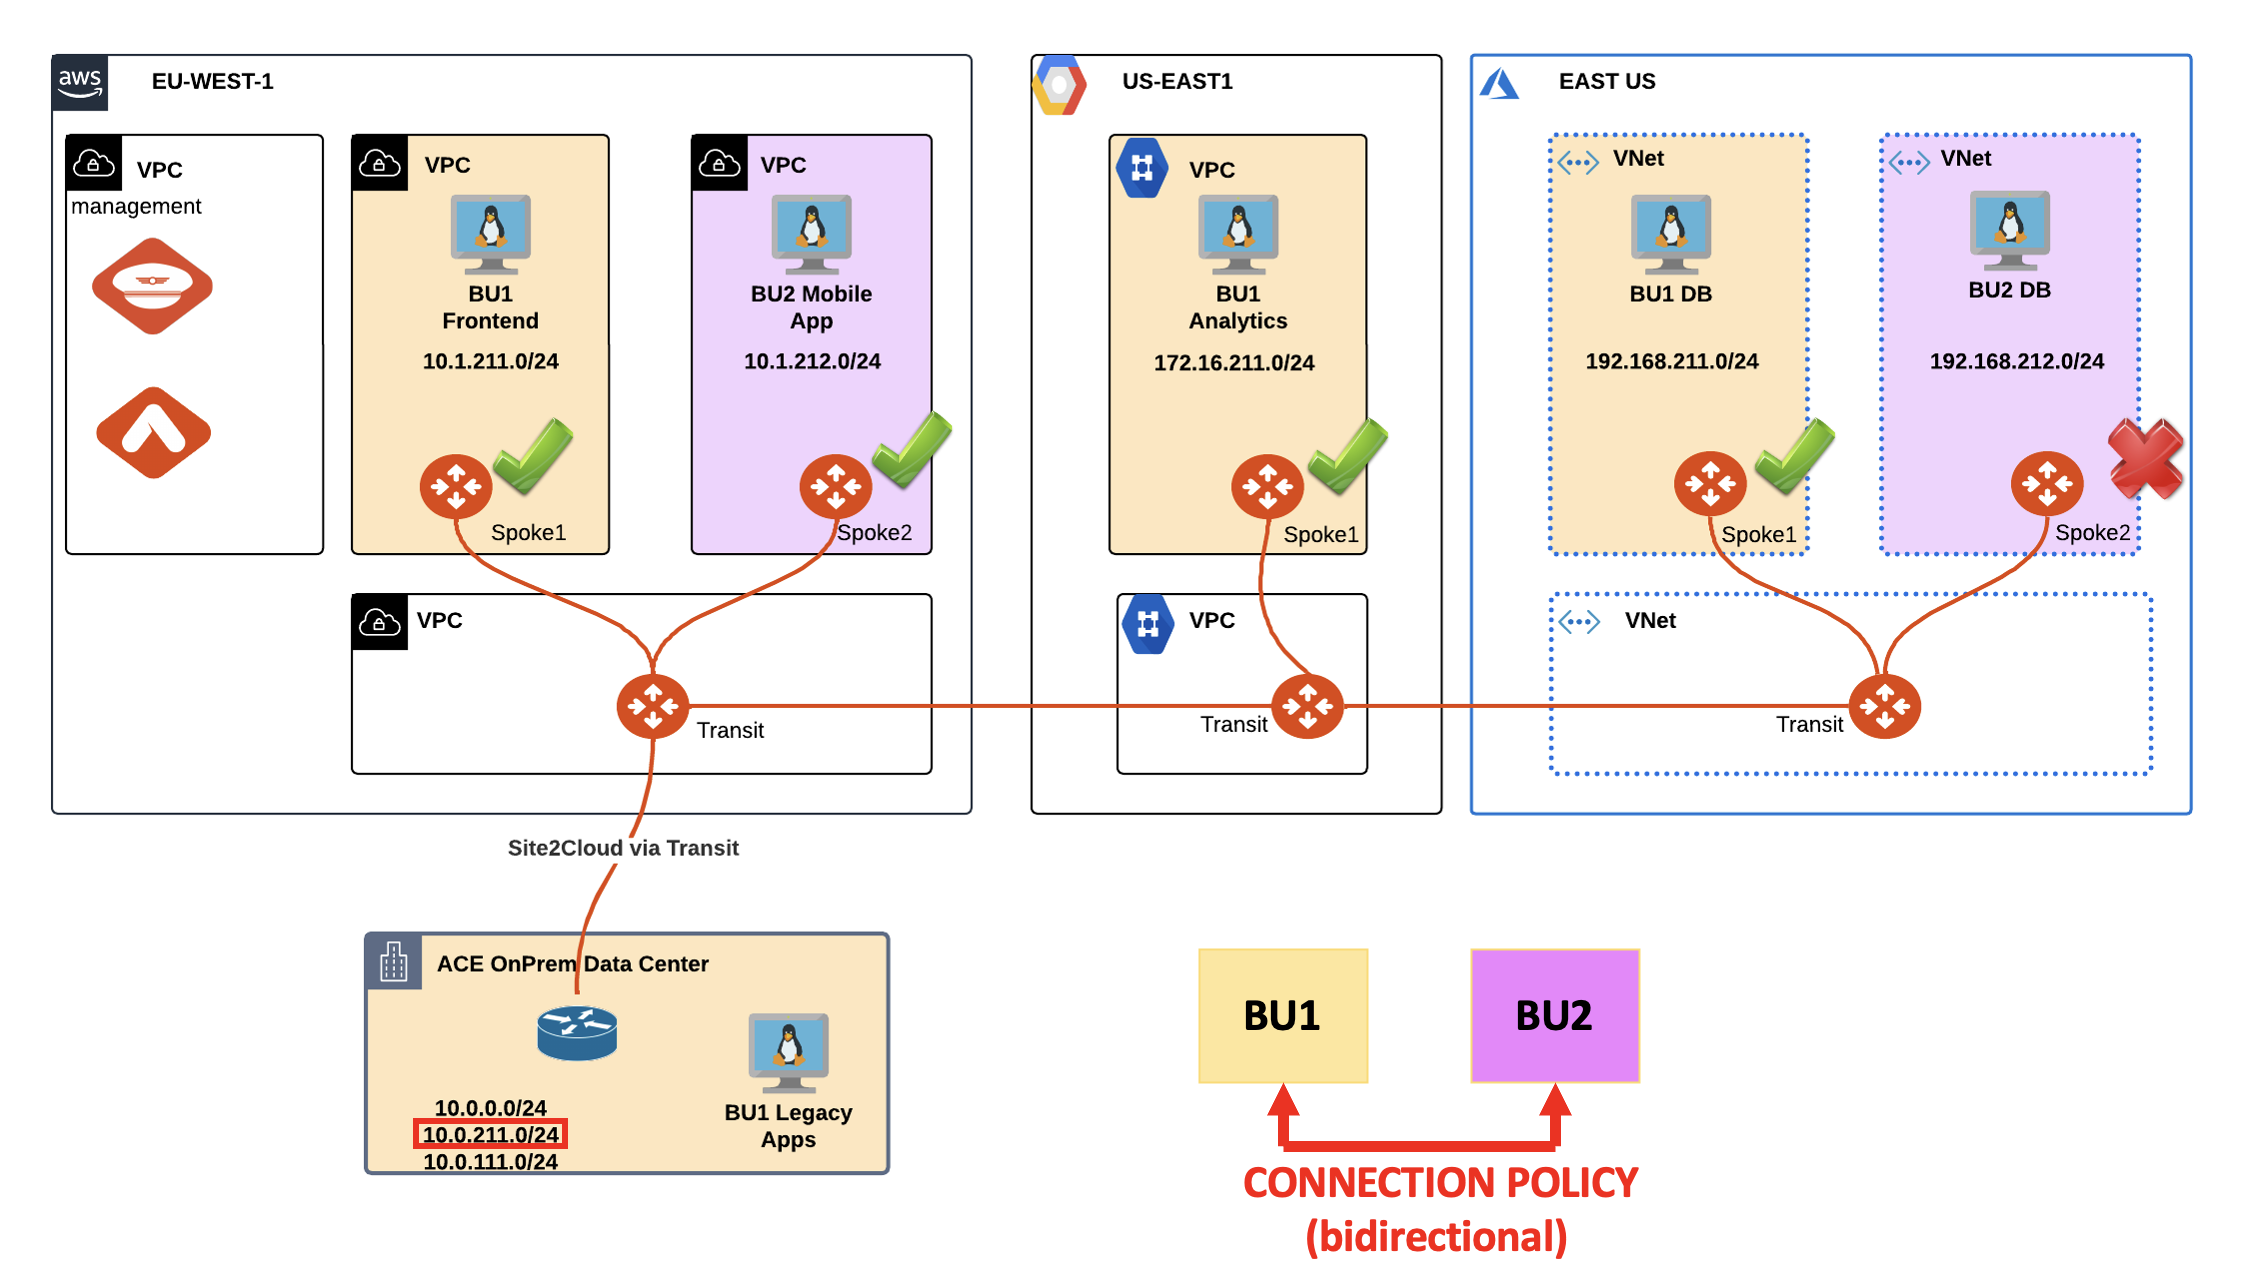 aws
EU-WEST-1
VPC
management
VPC
BU1
Frontend
10.1.211.0/24
Spoke1
VPC
BU2 Mobile
App
10.1.212.0/24
Spoke2
VPC
Transit
US-EAST1
VPC
BU1
Analytics
172.16.211.0/24
Spoke1
VPC
Transit
EAST US
VNet
BU1 DB
192.168.211.0/24
Spoke1
VNet
BU2 DB
192.168.212.0/24
Spoke2
VNet
Transit
Site2Cloud via Transit
ACE OnPrem Data Center
10.0.0.0/24
10.0.211.0/24
10.0.111.0/24
BU1 Legacy
Apps
BU1
BU2
CONNECTION POLICY
(bidirectional)